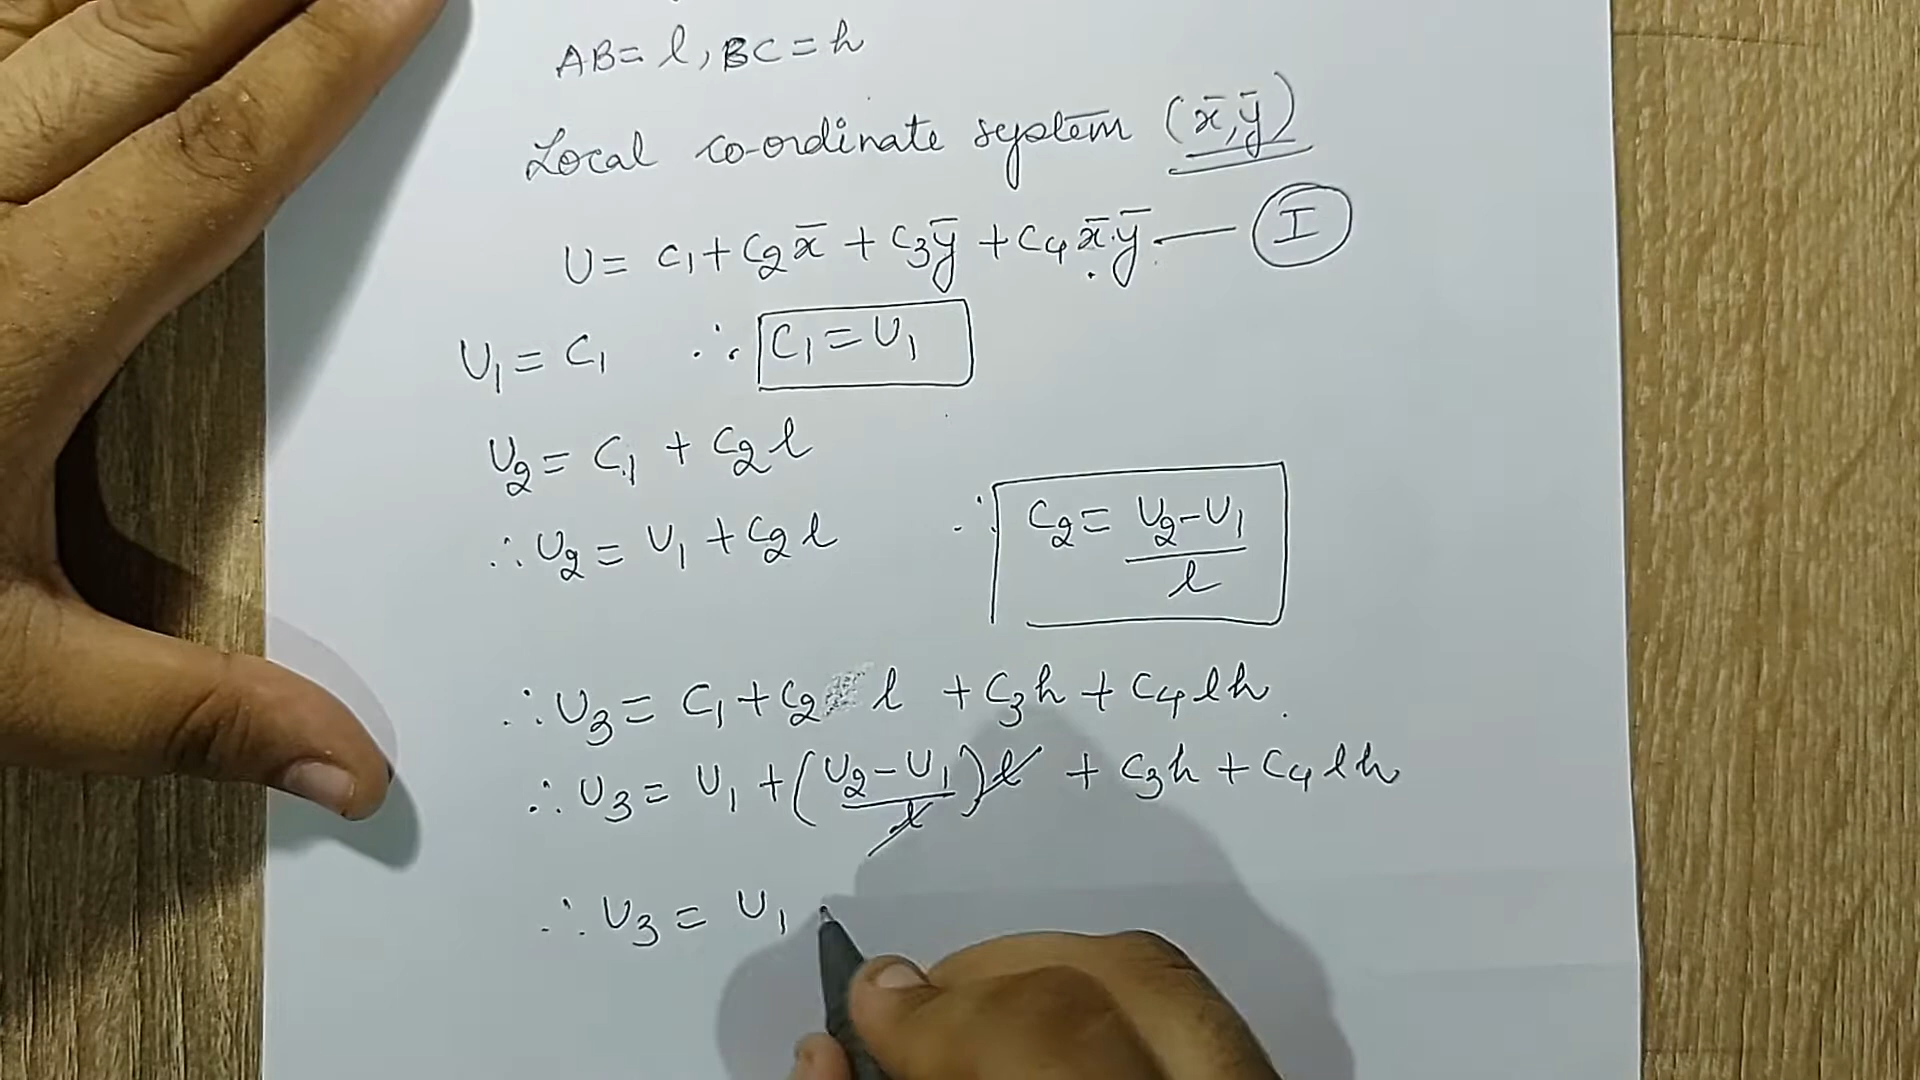 AB = l, BC = h
Local co-ordinate system (x̄, ȳ)
U = C₁ + C₂x̄ + C₃ȳ + C₄x̄.ȳ — I
U₁ = C₁ ∴ C₁ = U₁
U₂ = C₁ + C₂l
∴ U₂ = U₁ + C₂l ∴ C₂ = (U₂ - U₁)/l
∴ U₃ = C₁ + C₂ l + C₃h + C₄lh.
∴ U₃ = U₁ + ((U₂ - U₁)/l) l + C₃h + C₄lh
∴ U₃ = U₁